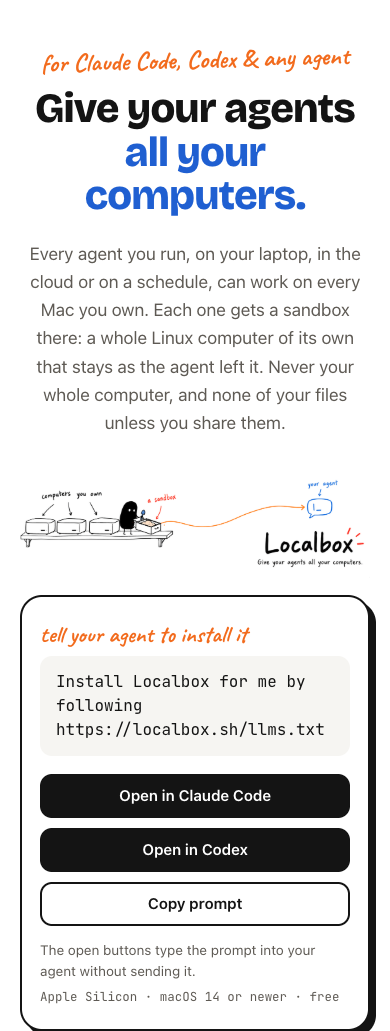 for Claude Code, Codex & any agent
Give your agents
all your
computers.
Every agent you run, on your laptop, in the
cloud or on a schedule, can work on every
Mac you own. Each one gets a sandbox
there: a whole Linux computer of its own
that stays as the agent left it. Never your
whole computer, and none of your files
unless you share them.
computers you own
a sandbox
your agent
Localbox
Give your agents all your computers.
tell your agent to install it
Install Localbox for me by
following
https://localbox.sh/llms.txt
Open in Claude Code
Open in Codex
Copy prompt
The open buttons type the prompt into your
agent without sending it.
Apple Silicon · macOS 14 or newer · free